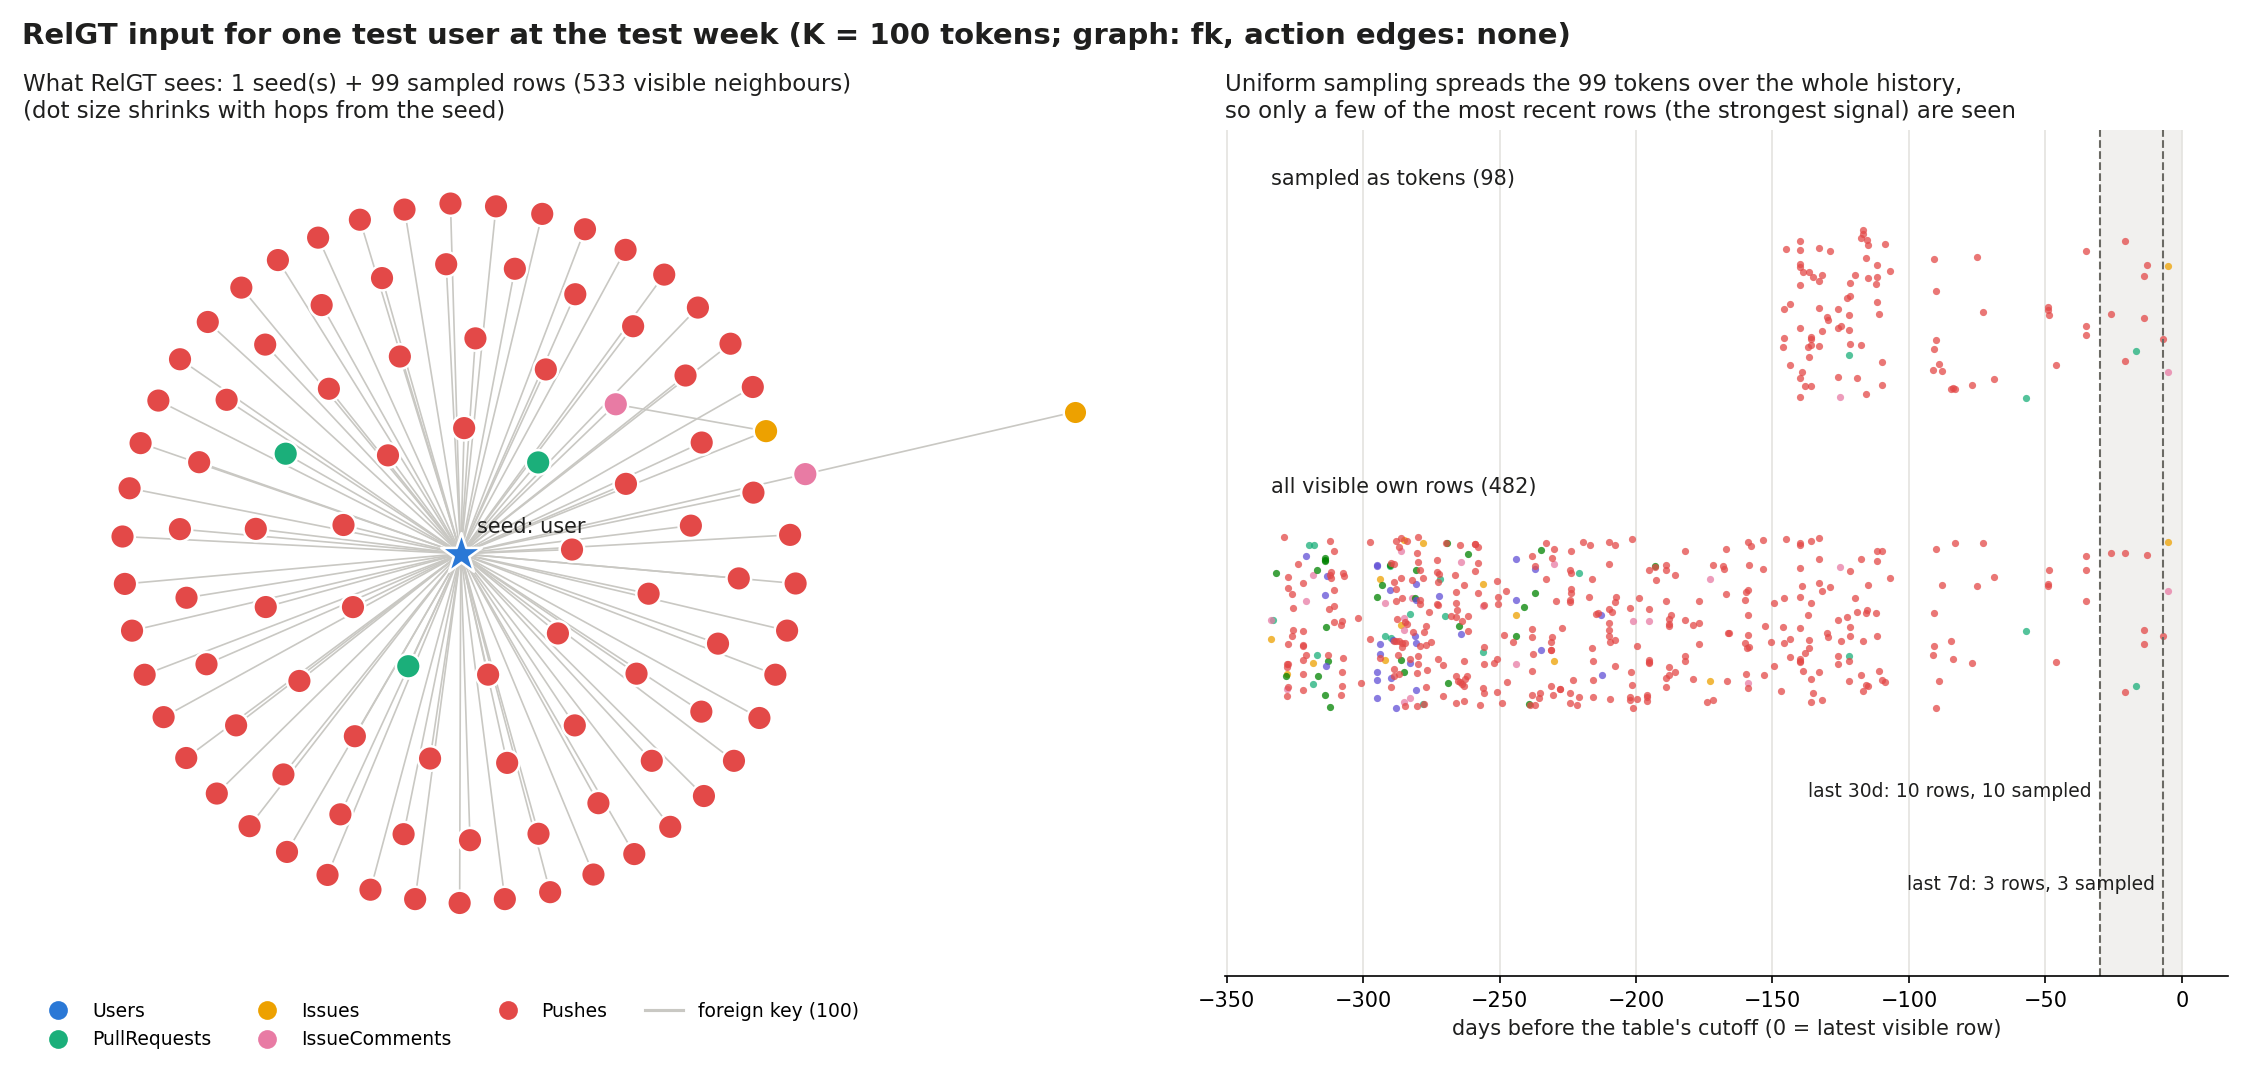 RelGT input for one test user at the test week (K = 100 tokens; graph: fk, action edges: none)
What RelGT sees: 1 seed(s) + 99 sampled rows (533 visible neighbours)
(dot size shrinks with hops from the seed)
seed: user
Users
PullRequests
Issues
IssueComments
Pushes
foreign key (100)
Uniform sampling spreads the 99 tokens over the whole history,
so only a few of the most recent rows (the strongest signal) are seen
sampled as tokens (98)
all visible own rows (482)
last 30d: 10 rows, 10 sampled
last 7d: 3 rows, 3 sampled
−350 −300 −250 −200 −150 −100 −50 0
days before the table's cutoff (0 = latest visible row)